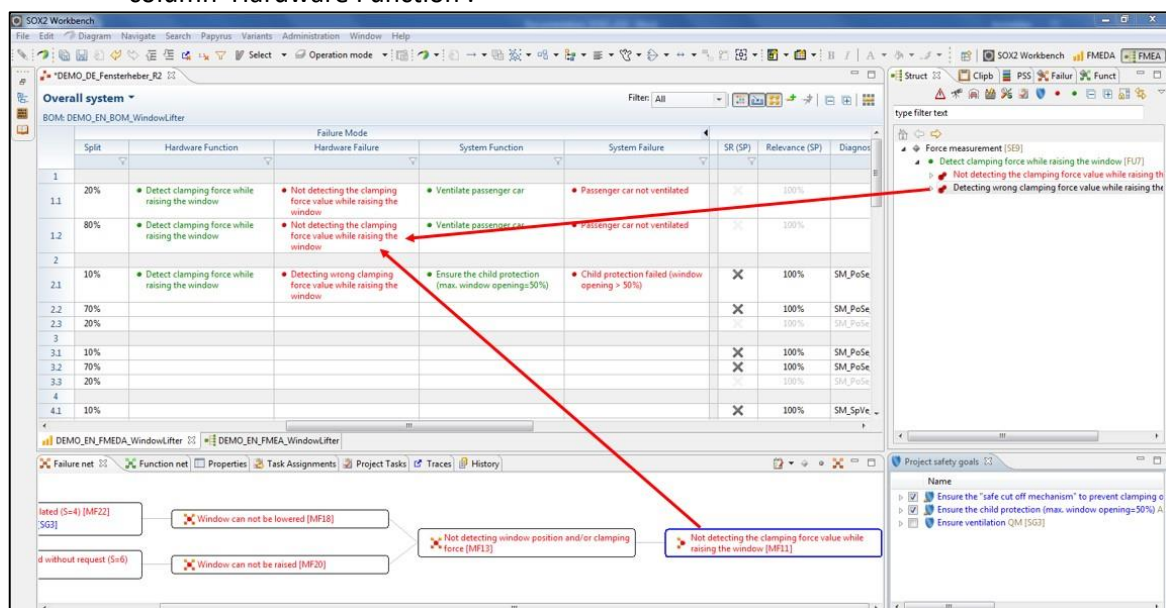 column 'Hardware Function'.
SOX2 Workbench
File Edit Diagram Navigate Search Papyrus Variants Administration Window Help
Select Operation mode B I A SOX2 Workbench FMEDA FMEA
*DEMO_DE_Fensterheber_R2
Struct Clipb PSS Failur Funct
Overall system
Filter: All
BOM: DEMO_EN_BOM_WindowLifter
type filter text
Failure Mode
Split Hardware Function Hardware Failure System Function System Failure SR (SP) Relevance (SP) Diagnos
Force measurement [SE9]
Detect clamping force while raising the window [FU7]
Not detecting the clamping force value while raising th
Detecting wrong clamping force value while raising the
1
1.1 20% Detect clamping force while raising the window Not detecting the clamping force value while raising the window Ventilate passenger car Passenger car not ventilated 100%
1.2 80% Detect clamping force while raising the window Not detecting the clamping force value while raising the window Ventilate passenger car Passenger car not ventilated 100%
2
2.1 10% Detect clamping force while raising the window Detecting wrong clamping force value while raising the window Ensure the child protection (max. window opening=50%) Child protection failed (window opening > 50%) 100% SM_PoSe
2.2 70% 100% SM_PoSe
2.3 20% 100% SM_PoSe
3
3.1 10% 100% SM_PoSe
3.2 70% 100% SM_PoSe
3.3 20% 100% SM_PoSe
4
4.1 10% 100% SM_SpVe
DEMO_EN_FMEDA_WindowLifter DEMO_EN_FMEA_WindowLifter
Failure net Function net Properties Task Assignments Project Tasks Traces History
Project safety goals
Name
Ensure the "safe cut off mechanism" to prevent clamping o
Ensure the child protection (max. window opening=50%) A
Ensure ventilation QM [SG3]
lated (S=4) [MF22]
[SG3]
Window can not be lowered [MF18]
Not detecting window position and/or clamping
force [MF13]
Not detecting the clamping force value while
raising the window [MF11]
d without request (S=6)
Window can not be raised [MF20]